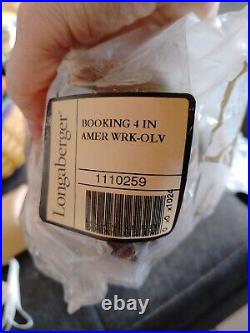 Longaberger®
BOOKING 4 IN
AMER WRK-OLV
1110259